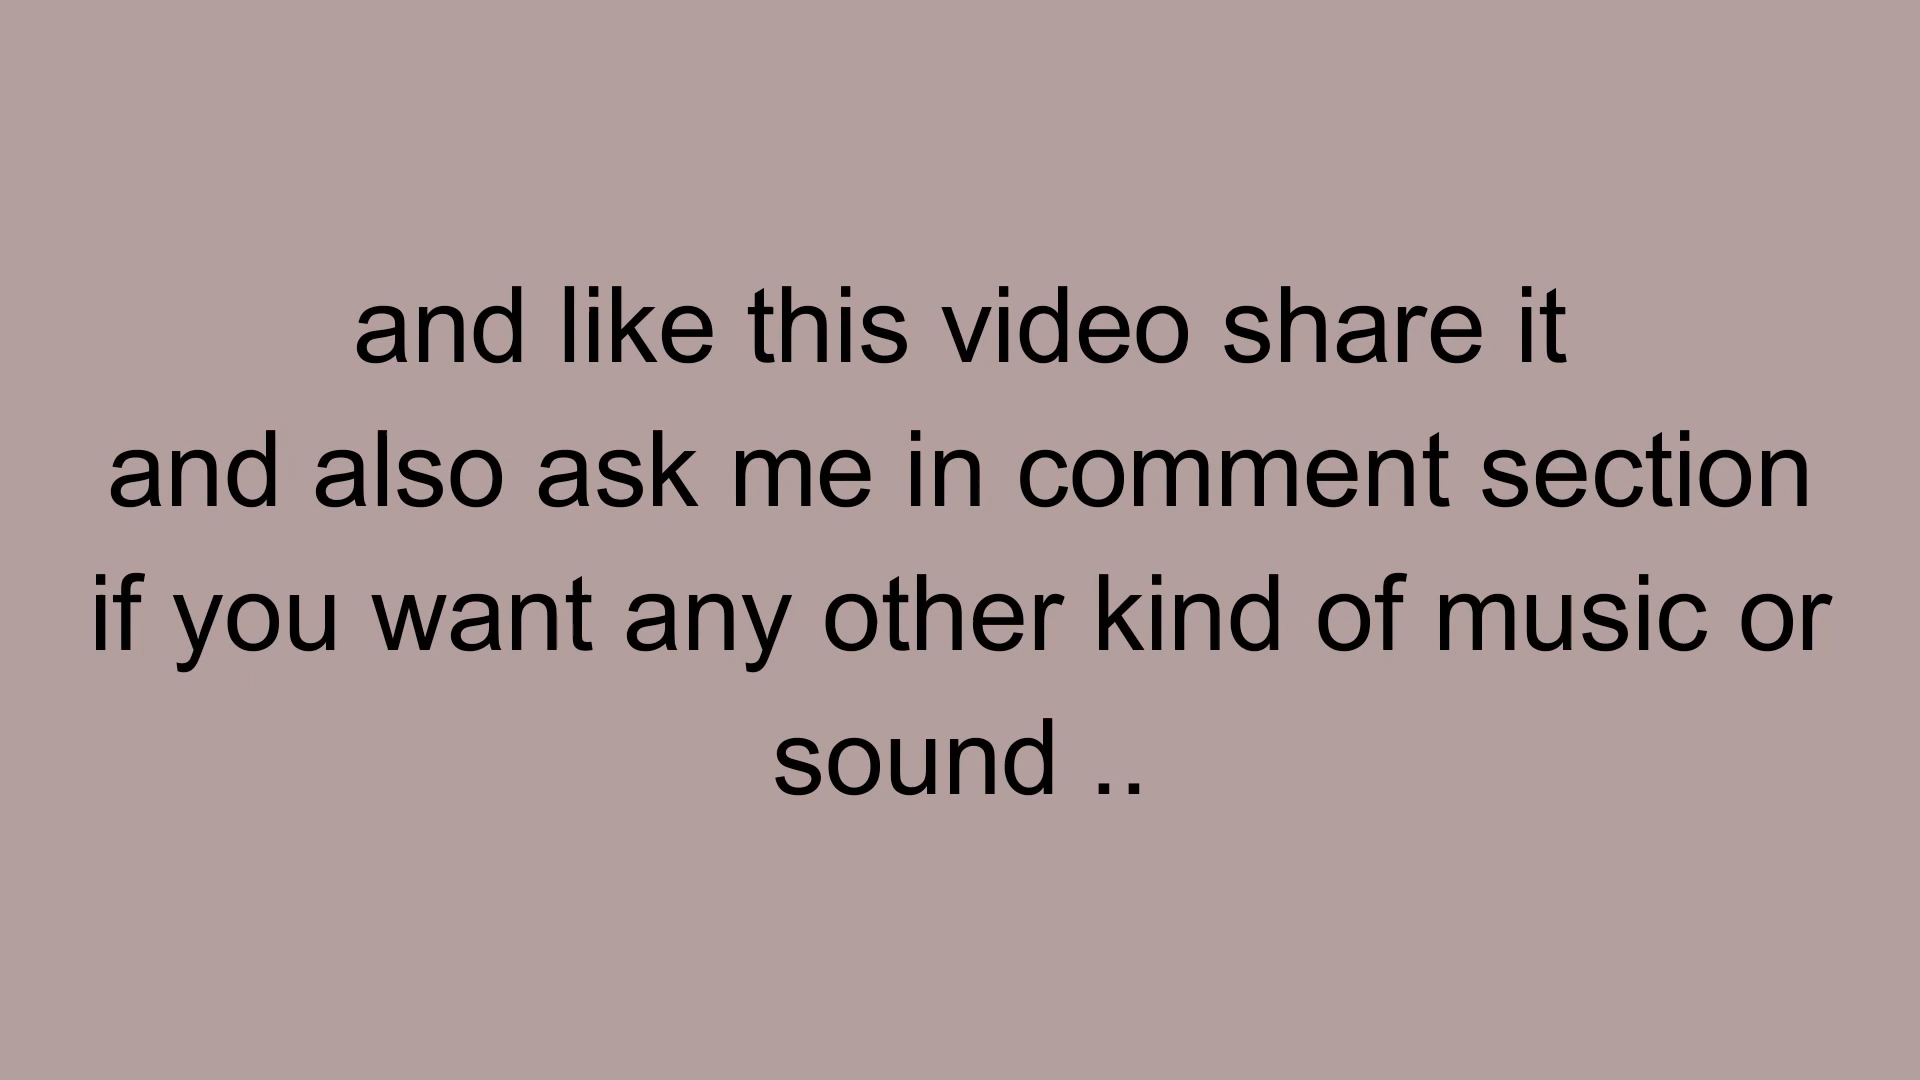 and like this video share it
and also ask me in comment section
if you want any other kind of music or
sound ..